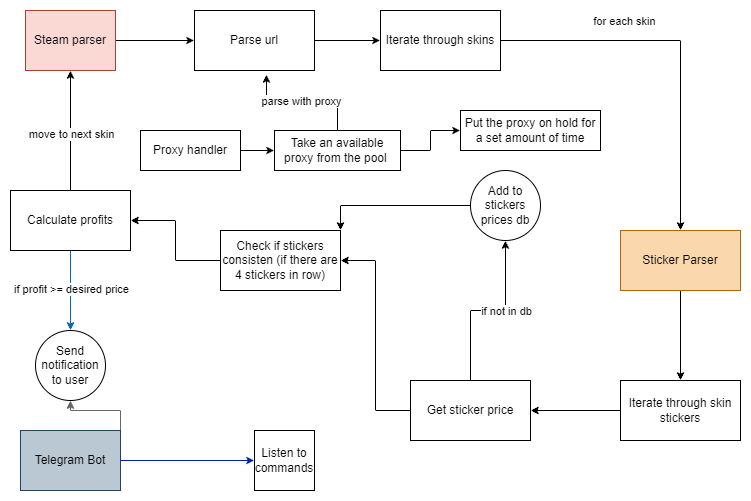 for each skin
Steam parser
Parse url
Iterate through skins
parse with proxy
Put the proxy on hold for
a set amount of time
move to next skin
Proxy handler
Take an available
proxy from the pool
Add to
stickers
prices db
Calculate profits
Check if stickers
consisten (if there are
4 stickers in row)
Sticker Parser
if profit >= desired price
if not in db
Send
notification
to user
Get sticker price
Iterate through skin
stickers
Telegram Bot
Listen to
commands